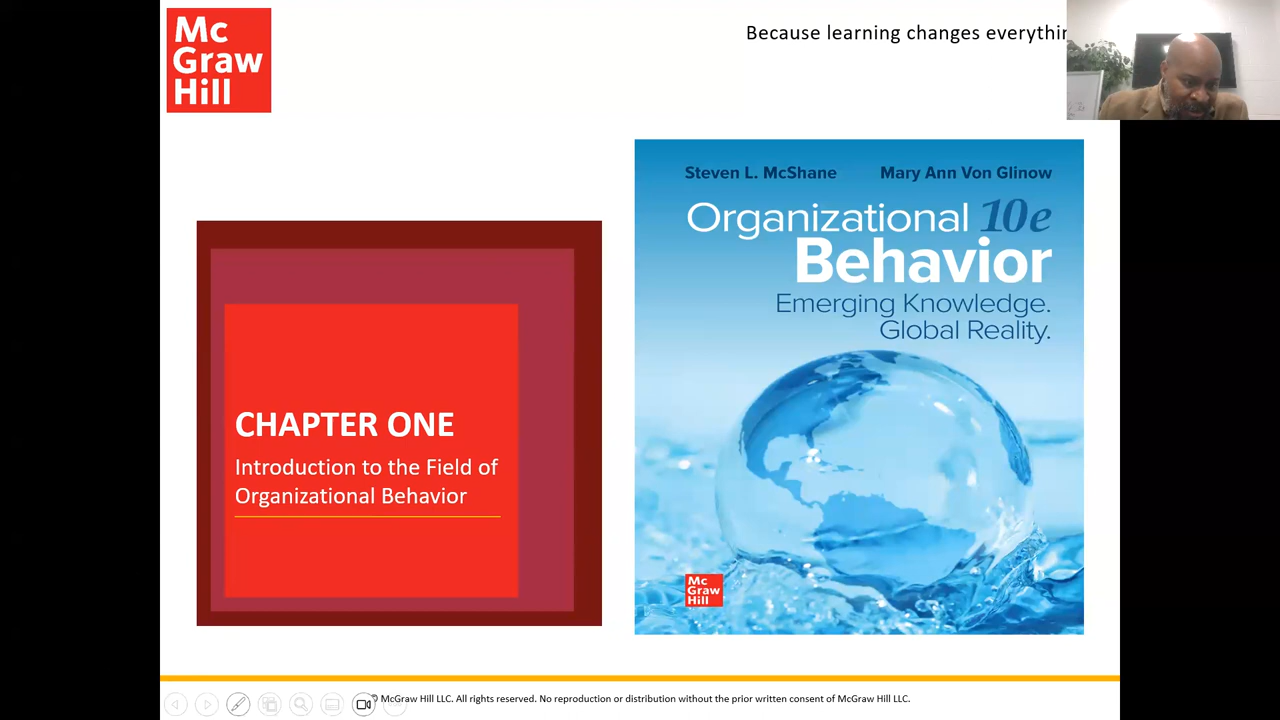 Mc
Graw
Hill
Because learning changes everythin
Steven L. McShane Mary Ann Von Glinow
Organizational 10e
Behavior
Emerging Knowledge.
Global Reality.
CHAPTER ONE
Introduction to the Field of
Organizational Behavior
Mc
Graw
Hill
© McGraw Hill LLC. All rights reserved. No reproduction or distribution without the prior written consent of McGraw Hill LLC.